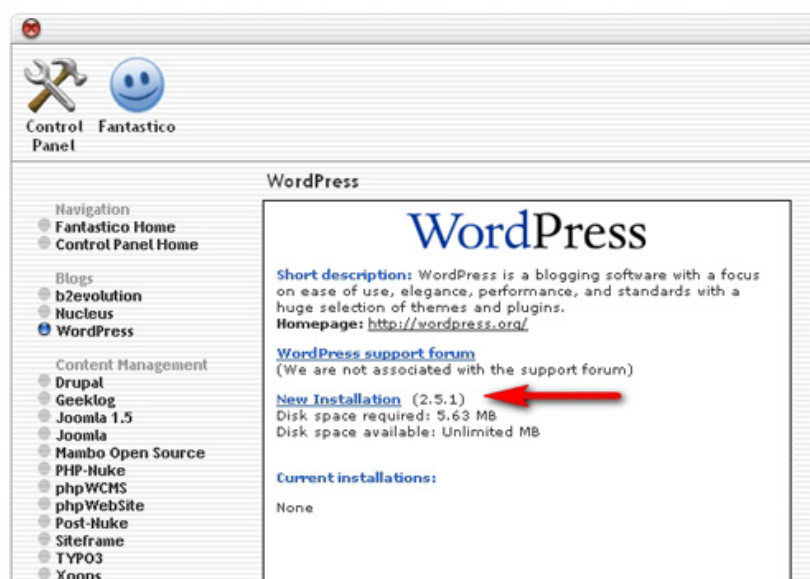 Control Panel
Fantastico
WordPress
Navigation
Fantastico Home
Control Panel Home
Blogs
b2evolution
Nucleus
WordPress
Content Management
Drupal
Geeklog
Joomla 1.5
Joomla
Mambo Open Source
PHP-Nuke
phpWCMS
phpWebSite
Post-Nuke
Siteframe
TYPO3
Xoops
WordPress
Short description: WordPress is a blogging software with a focus
on ease of use, elegance, performance, and standards with a
huge selection of themes and plugins.
Homepage: http://wordpress.org/
WordPress support forum
(We are not associated with the support forum)
New Installation (2.5.1)
Disk space required: 5.63 MB
Disk space available: Unlimited MB
Current installations:
None